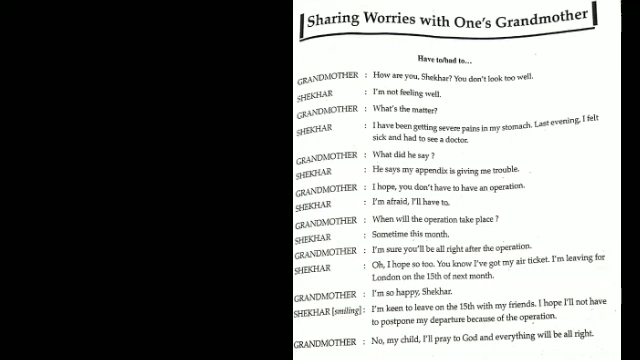 Sharing Worries with One's Grandmother
Have to/had to...
GRANDMOTHER : How are you, Shekhar? You don't look too well.
SHEKHAR : I'm not feeling well.
GRANDMOTHER : What's the matter?
SHEKHAR : I have been getting severe pains in my stomach. Last evening, I felt
sick and had to see a doctor.
GRANDMOTHER : What did he say ?
SHEKHAR : He says my appendix is giving me trouble.
GRANDMOTHER : I hope, you don't have to have an operation.
SHEKHAR : I'm afraid, I'll have to.
GRANDMOTHER : When will the operation take place ?
SHEKHAR : Sometime this month.
GRANDMOTHER : I'm sure you'll be all right after the operation.
SHEKHAR : Oh, I hope so too. You know I've got my air ticket. I'm leaving for
London on the 15th of next month.
GRANDMOTHER : I'm so happy, Shekhar.
SHEKHAR [smiling] : I'm keen to leave on the 15th with my friends. I hope I'll not have
to postpone my departure because of the operation.
GRANDMOTHER : No, my child, I'll pray to God and everything will be all right.